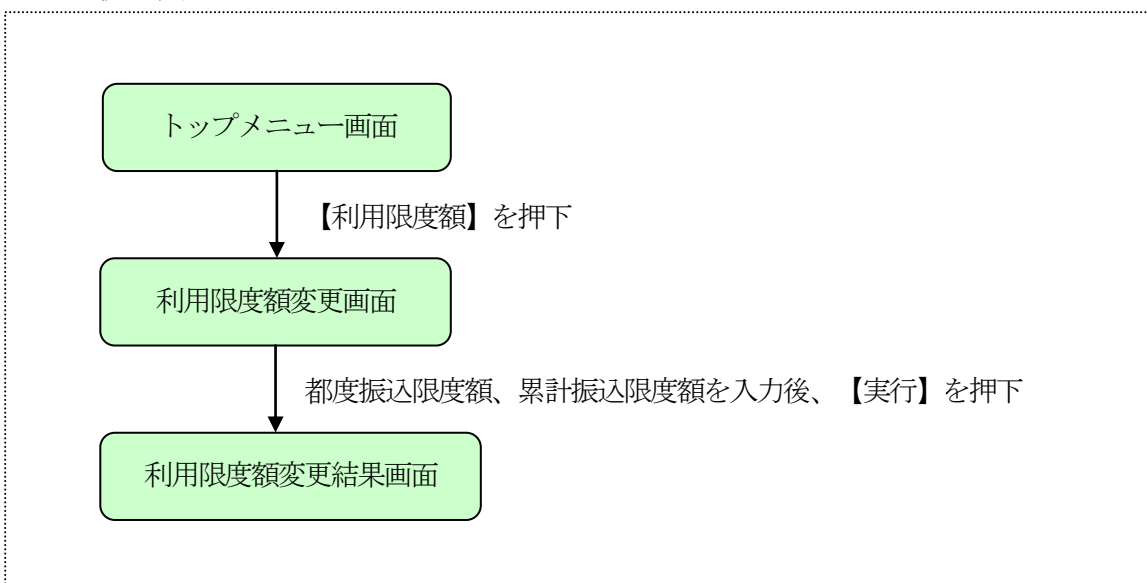 トップメニュー画面
【利用限度額】を押下
利用限度額変更画面
都度振込限度額、累計振込限度額を入力後、【実行】を押下
利用限度額変更結果画面